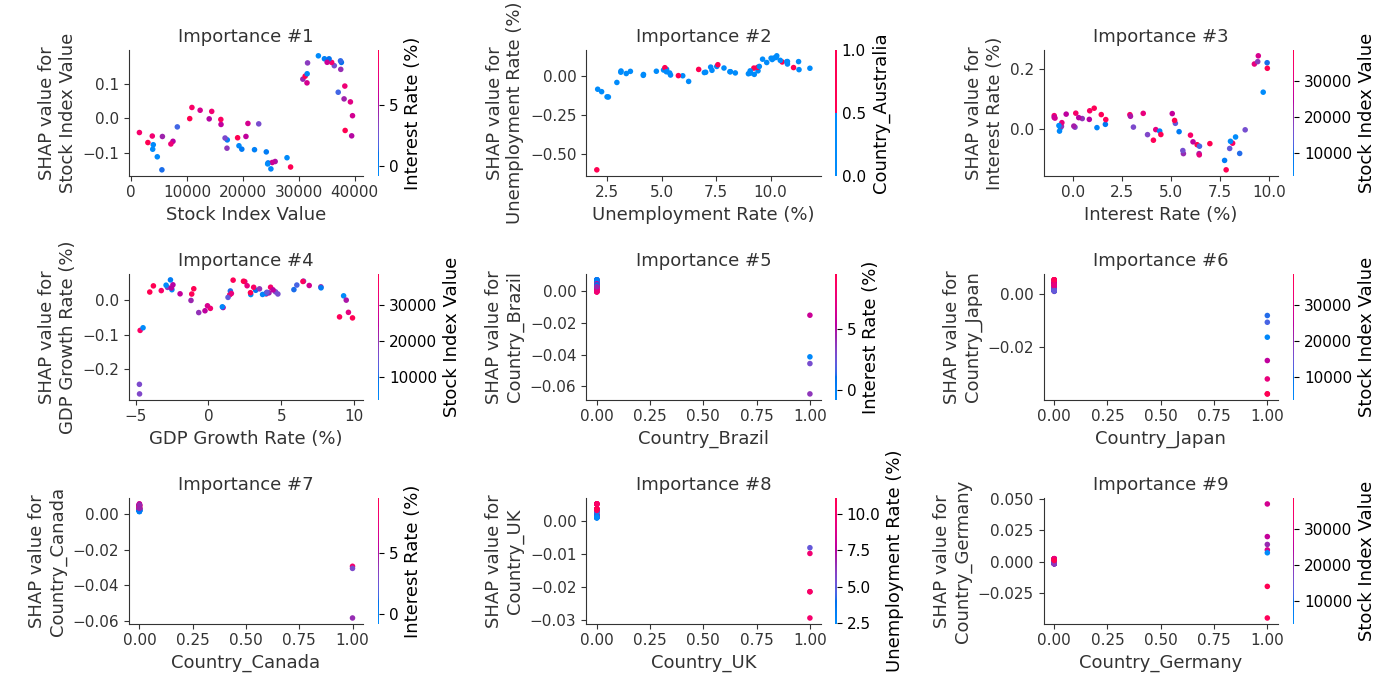 Importance #1
SHAP value for
Stock Index Value
0.1
0.0
−0.1
0
10000
20000
30000
40000
Stock Index Value
5
0
Interest Rate (%)
Importance #2
SHAP value for
Unemployment Rate (%)
0.00
−0.25
−0.50
2.5
5.0
7.5
10.0
Unemployment Rate (%)
1.0
0.5
0.0
Country_Australia
Importance #3
SHAP value for
Interest Rate (%)
0.2
0.0
0.0
2.5
5.0
7.5
10.0
Interest Rate (%)
30000
20000
10000
Stock Index Value
Importance #4
SHAP value for
GDP Growth Rate (%)
0.0
−0.1
−0.2
−5
0
5
10
GDP Growth Rate (%)
30000
20000
10000
Stock Index Value
Importance #5
SHAP value for
Country_Brazil
0.00
−0.02
−0.04
−0.06
0.00
0.25
0.50
0.75
1.00
Country_Brazil
5
0
Interest Rate (%)
Importance #6
SHAP value for
Country_Japan
0.00
−0.02
0.00
0.25
0.50
0.75
1.00
Country_Japan
30000
20000
10000
Stock Index Value
Importance #7
SHAP value for
Country_Canada
0.00
−0.02
−0.04
−0.06
0.00
0.25
0.50
0.75
1.00
Country_Canada
5
0
Interest Rate (%)
Importance #8
SHAP value for
Country_UK
0.00
−0.01
−0.02
−0.03
0.00
0.25
0.50
0.75
1.00
Country_UK
10.0
7.5
5.0
2.5
Unemployment Rate (%)
Importance #9
SHAP value for
Country_Germany
0.050
0.025
0.000
−0.025
0.00
0.25
0.50
0.75
1.00
Country_Germany
30000
20000
10000
Stock Index Value